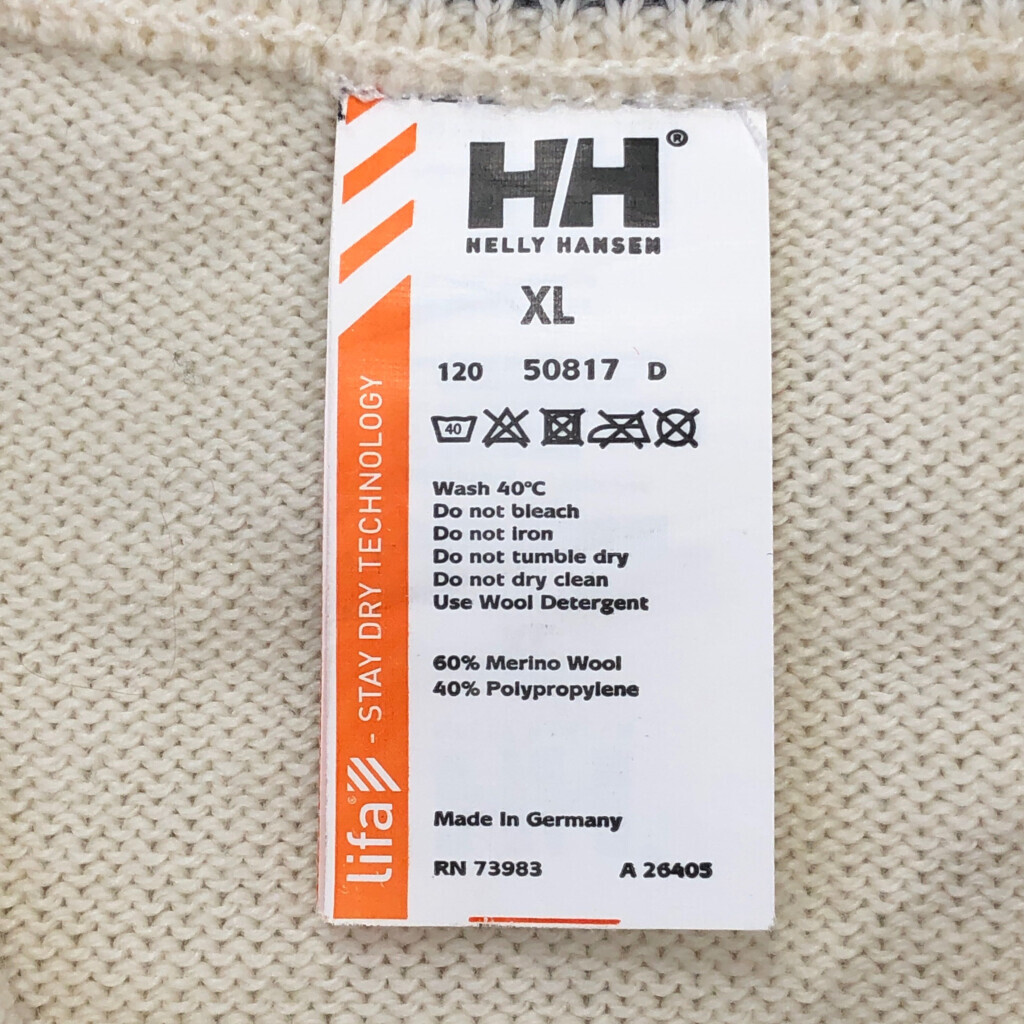 HH®
HELLY HANSEN
XL
120 50817 D
40
Wash 40°C
Do not bleach
Do not iron
Do not tumble dry
Do not dry clean
Use Wool Detergent
60% Merino Wool
40% Polypropylene
Made In Germany
RN 73983 A 26405
lifa® - STAY DRY TECHNOLOGY